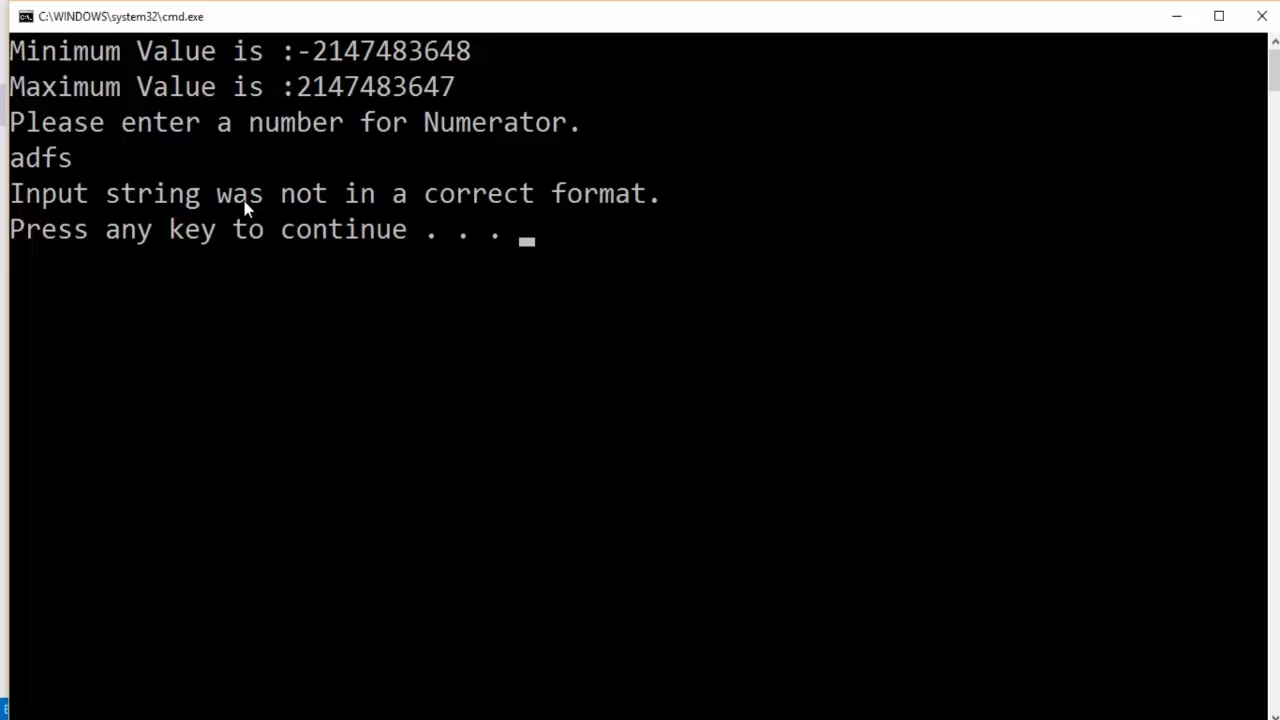 C:\WINDOWS\system32\cmd.exe
Minimum Value is :-2147483648
Maximum Value is :2147483647
Please enter a number for Numerator.
adfs
Input string was not in a correct format.
Press any key to continue . . .